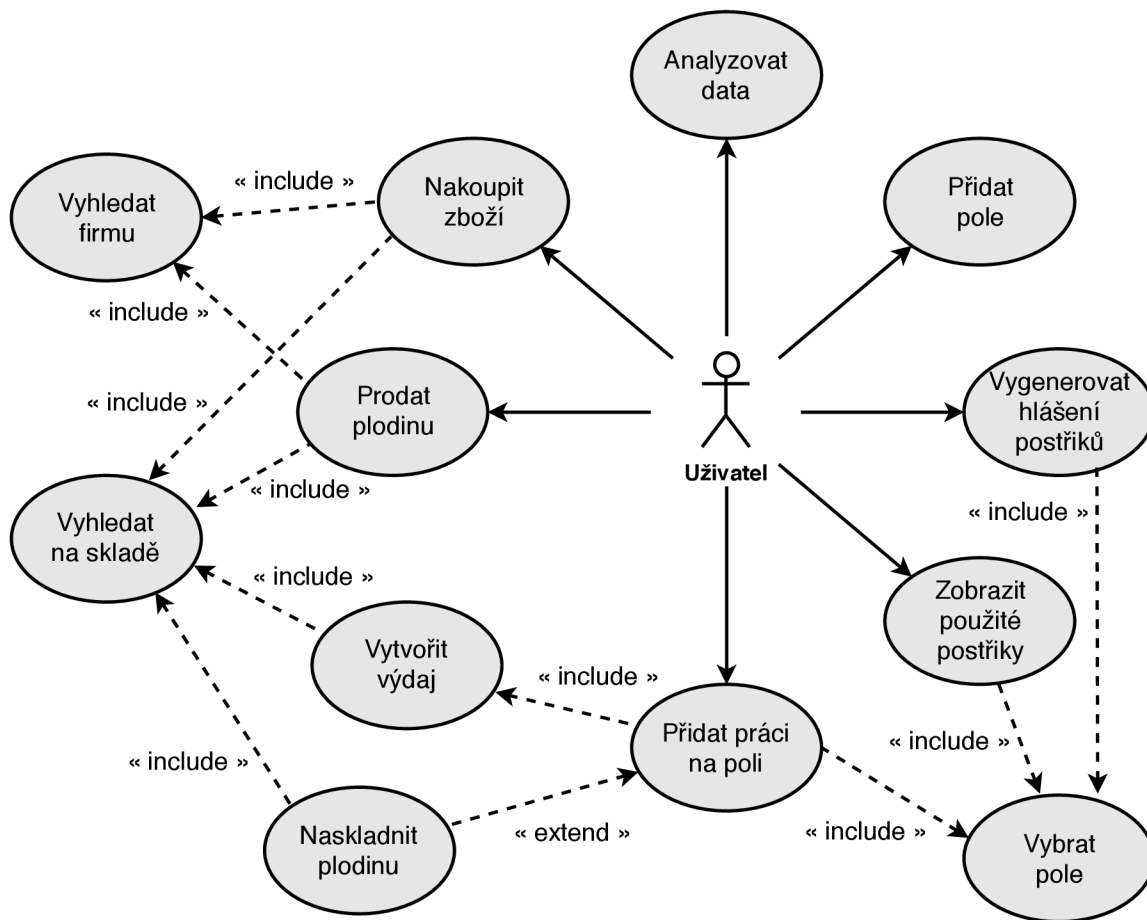 Analyzovat
data
« include »
Nakoupit
zboží
Přidat
pole
Vyhledat
firmu
« include »
Prodat
plodinu
Vygenerovat
hlášení
postřiků
« include »
Uživatel
« include »
« include »
Vyhledat
na skladě
« include »
Zobrazit
použité
postřiky
Vytvořit
výdaj
« include »
Přidat práci
na poli
« include »
« include »
Naskladnit
plodinu
« extend »
« include »
Vybrat
pole